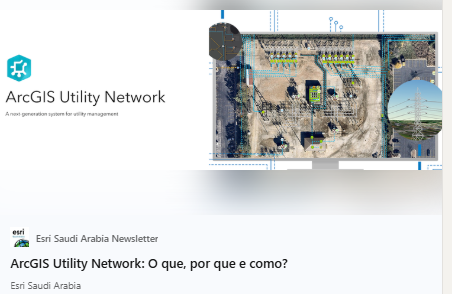 ArcGIS Utility Network
A next-generation system for utility management
esri
Esri Saudi Arabia Newsletter
ArcGIS Utility Network: O que, por que e como?
Esri Saudi Arabia